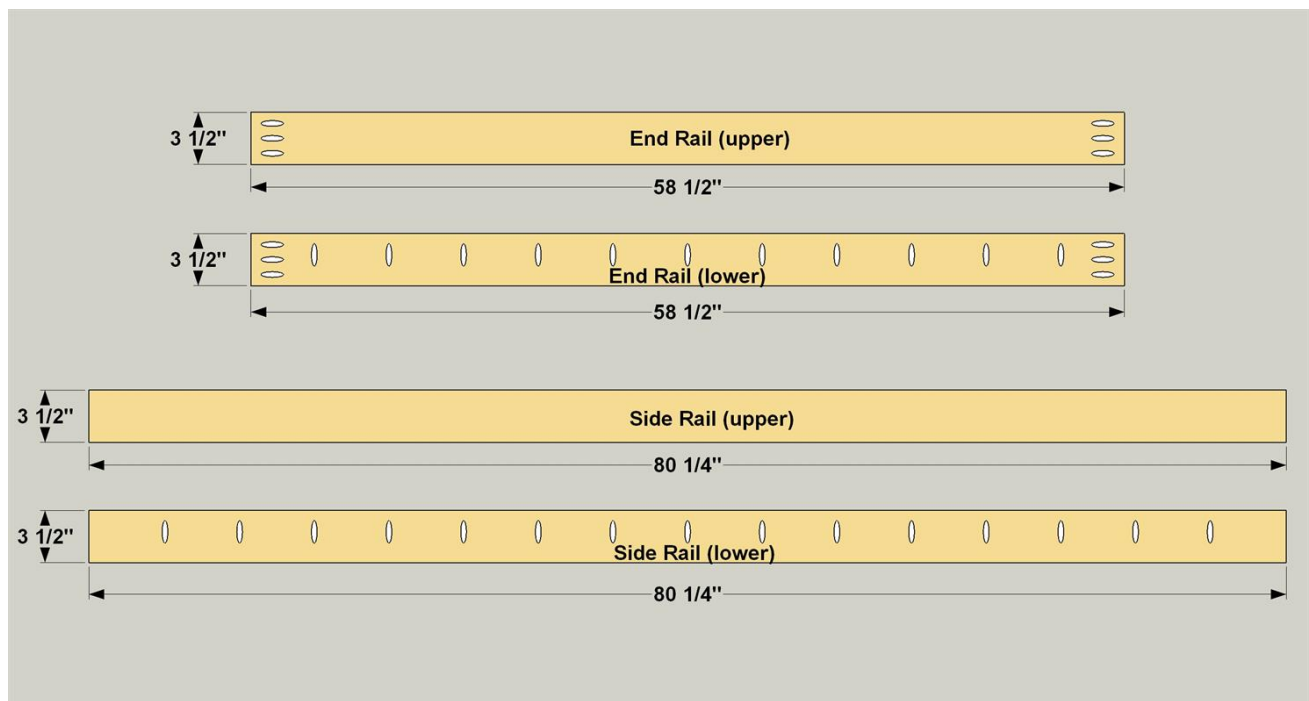 3 1/2"
End Rail (upper)
58 1/2"
3 1/2"
End Rail (lower)
58 1/2"
3 1/2"
Side Rail (upper)
80 1/4"
3 1/2"
Side Rail (lower)
80 1/4"